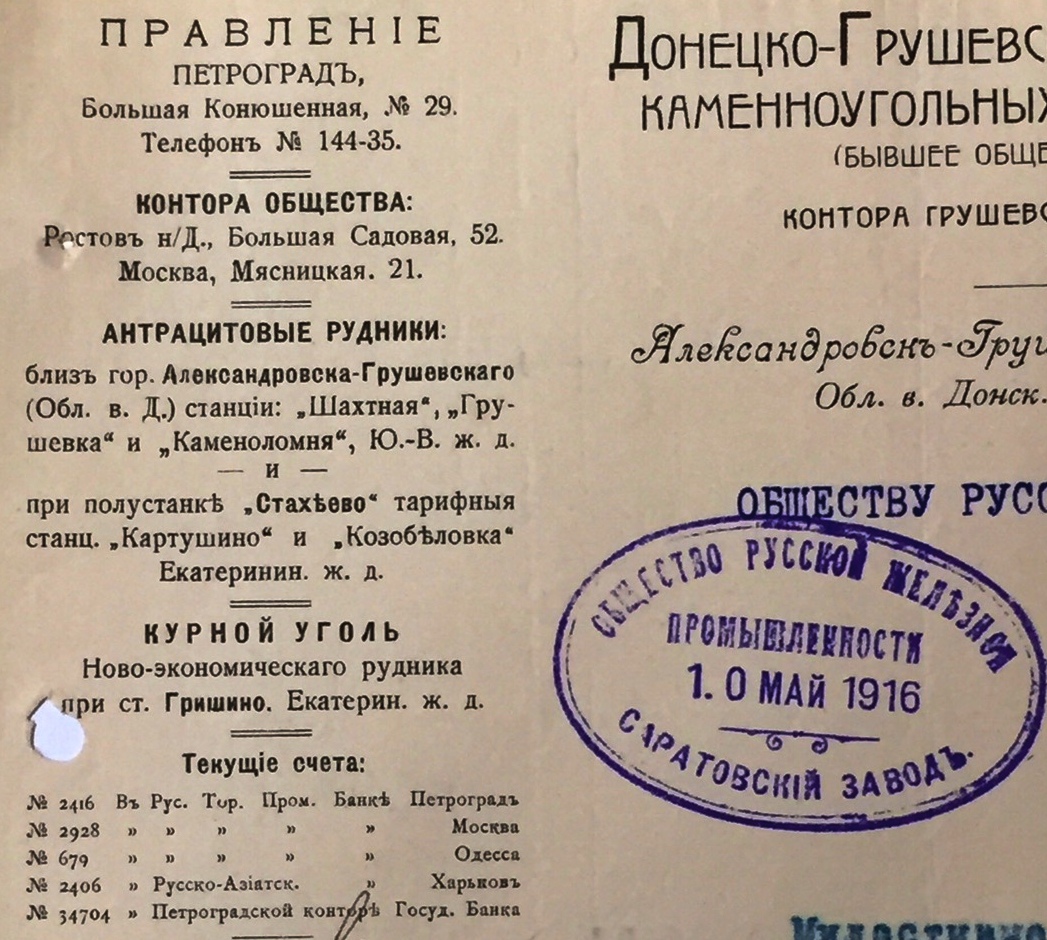 ПРАВЛЕНІЕ
ПЕТРОГРАДЪ,
Большая Конюшенная, № 29.
Телефонъ № 144-35.
КОНТОРА ОБЩЕСТВА:
Ростовъ н/Д., Большая Садовая, 52.
Москва, Мясницкая. 21.
АНТРАЦИТОВЫЕ РУДНИКИ:
близъ гор. Александровска-Грушевскаго
(Обл. в. Д.) станціи: „Шахтная“, „Гру-
шевка“ и „Каменоломня“, Ю.-В. ж. д.
— и —
при полустанкѣ „Стахѣево“ тарифныя
станц. „Картушино“ и „Козобѣловка“
Екатеринин. ж. д.
КУРНОЙ УГОЛЬ
Ново-экономическаго рудника
при ст. Гришино. Екатерин. ж. д.
Текущіе счета:
№ 2416 Въ Рус. Тор. Пром. Банкѣ Петроградъ
№ 2928 » » » » » Москва
№ 679 » » » » » Одесса
№ 2406 » Русско-Азіатск. » Харьковъ
№ 34704 » Петроградской конторѣ Госуд. Банка
Донецко-Грушевс
КАМЕННОУГОЛЬНЫХ
(БЫВШЕЕ ОБЩЕ
КОНТОРА ГРУШЕВС
Александровскъ-Груш
Обл. в. Донск.
ОБЩЕСТВУ РУСС
ОБЩЕСТВО РУССКОЙ ЖЕЛѢЗНОЙ
ПРОМЫШЛЕННОСТИ
1. 0 МАЙ 1916
САРАТОВСКІЙ ЗАВОДЪ.